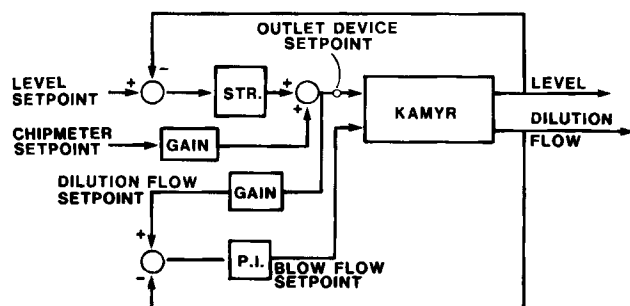 OUTLET DEVICE
SETPOINT
-
LEVEL
SETPOINT
+
STR.
+
+
KAMYR
LEVEL
DILUTION
FLOW
CHIPMETER
SETPOINT
GAIN
DILUTION FLOW
SETPOINT
GAIN
+
-
P.I.
BLOW FLOW
SETPOINT